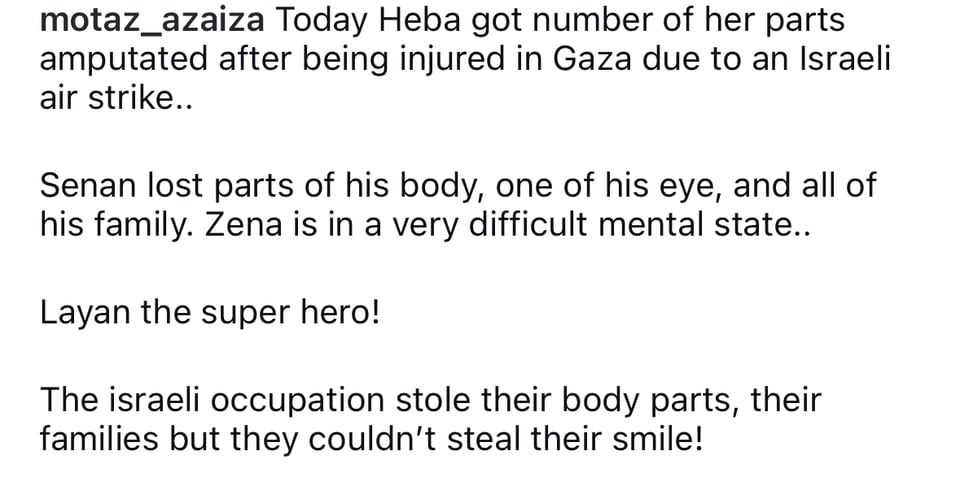 motaz_azaiza Today Heba got number of her parts
amputated after being injured in Gaza due to an Israeli
air strike..
Senan lost parts of his body, one of his eye, and all of
his family. Zena is in a very difficult mental state..
Layan the super hero!
The israeli occupation stole their body parts, their
families but they couldn’t steal their smile!